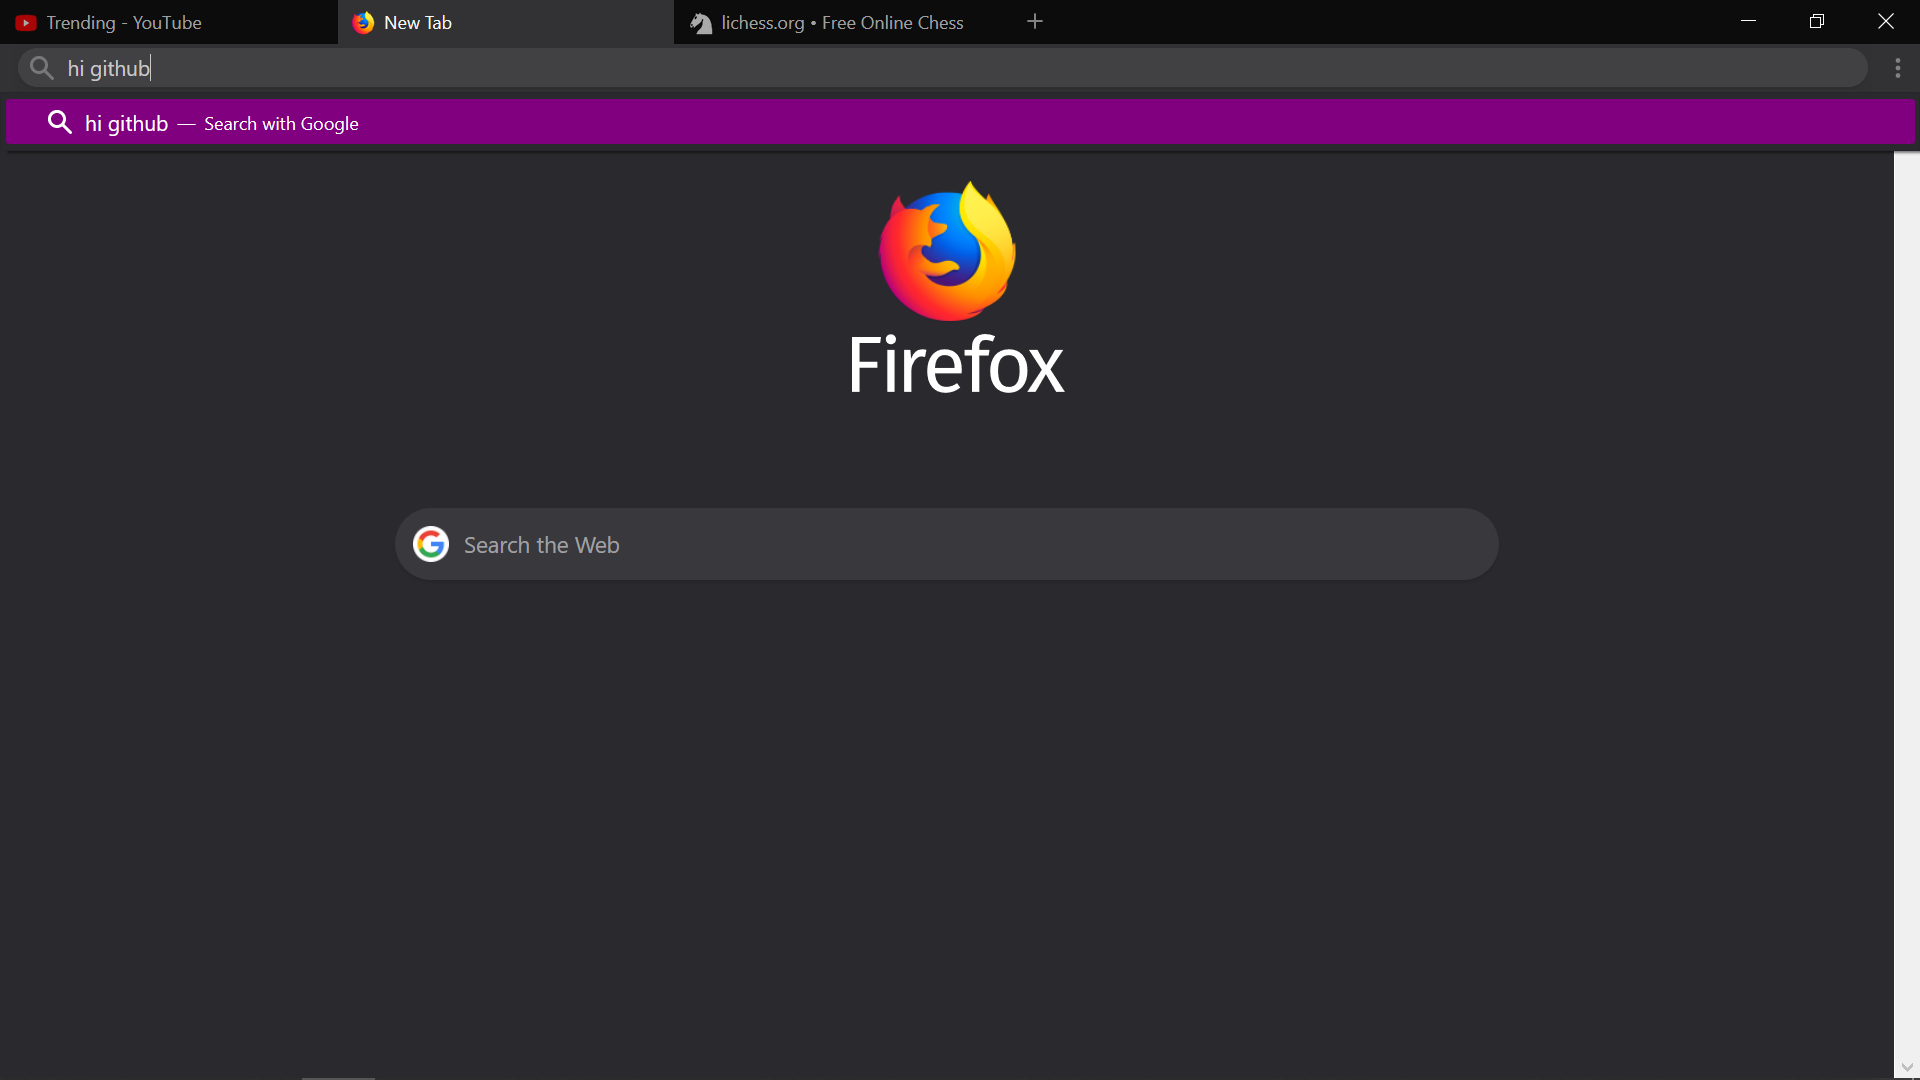 Trending - YouTube
New Tab
lichess.org • Free Online Chess
hi github
hi github — Search with Google
Firefox
Search the Web